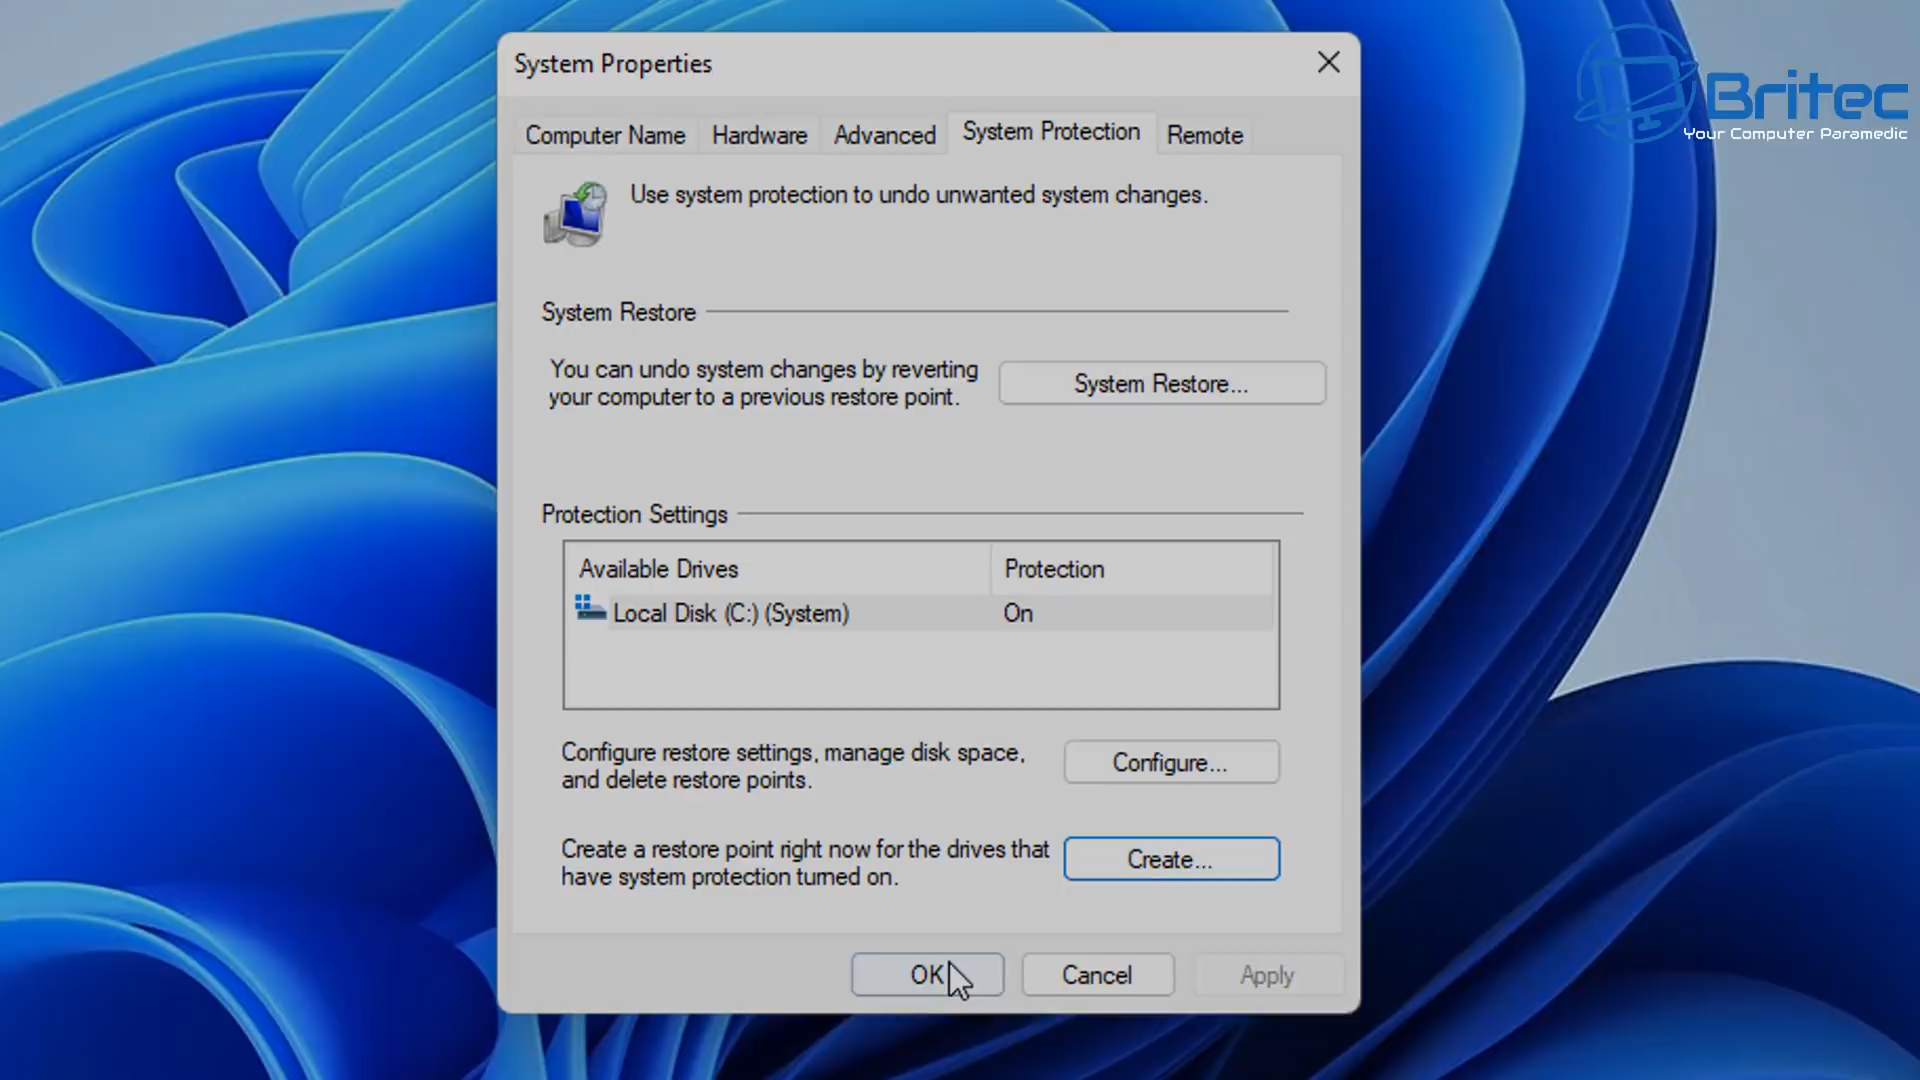 System Properties
Britec
Your Computer Paramedic
Computer Name Hardware Advanced System Protection Remote
Use system protection to undo unwanted system changes.
System Restore
You can undo system changes by reverting
your computer to a previous restore point.
System Restore...
Protection Settings
Available Drives Protection
Local Disk (C:) (System) On
Configure restore settings, manage disk space,
and delete restore points.
Configure...
Create a restore point right now for the drives that
have system protection turned on.
Create...
OK Cancel Apply